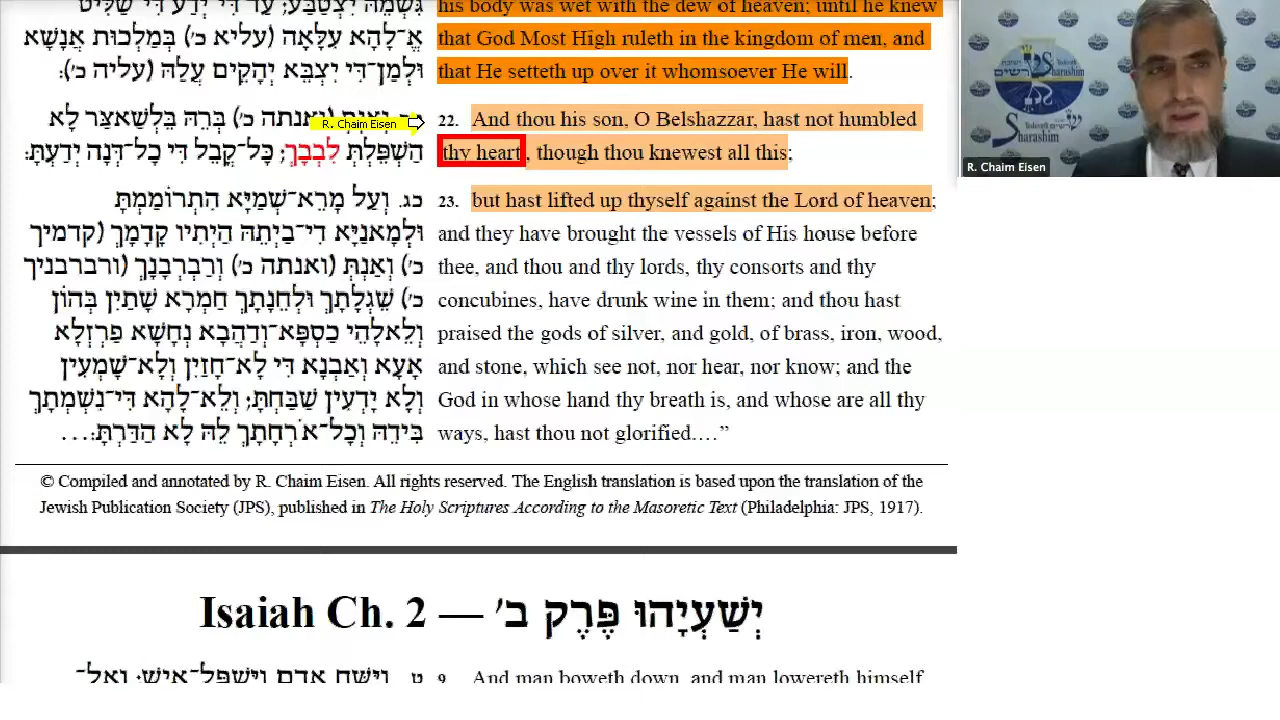 גִּשְׁמֵהּ יִצְטַבַּע; עַד דִּי יְדַע דִּי שַׁלִּיט
אֱ־לָהָא עִלָּאָה (עליא כ׳) בְּמַלְכוּת אֲנָשָׁא
וּלְמַן־דִּי יִצְבֵּא יְהָקֵים עֲלַהּ (עליה כ׳):
(ואנתה כ׳) בְּרֵהּ בֵּלְשַׁאצַּר לָא
הַשְׁפֵּלְתְּ לִבְבָךְ; כָּל־קֳבֵל דִּי כָל־דְּנָה יְדַעְתָּ:
כג. וְעַל מָרֵא־שְׁמַיָּא הִתְרוֹמַמְתָּ
וּלְמָאנַיָּא דִי־בַיְתֵהּ הַיְתִיו קָדָמָךְ (קדמיך
כ׳) וְאַנְתְּ (ואנתה כ׳) וְרַבְרְבָנָךְ (ורברבניך
כ׳) שֵׁגְלָתָךְ וּלְחֵנָתָךְ חַמְרָא שָׁתַיִן בְּהוֹן
וְלֵאלָהֵי כַסְפָּא־וְדַהֲבָא נְחָשָׁא פַרְזְלָא
אָעָא וְאַבְנָא דִּי לָא־חָזַיִן וְלָא־שָׁמְעִין
וְלָא יָדְעִין שַׁבַּחְתָּ; וְלֵא־לָהָא דִּי־נִשְׁמְתָךְ
בִּידֵהּ וְכָל־אֹרְחָתָךְ לֵהּ לָא הַדַּרְתָּ:…
his body was wet with the dew of heaven; until he knew
that God Most High ruleth in the kingdom of men, and
that He setteth up over it whomsoever He will.
R. Chaim Eisen
22. And thou his son, O Belshazzar, hast not humbled
thy heart, though thou knewest all this;
23. but hast lifted up thyself against the Lord of heaven;
and they have brought the vessels of His house before
thee, and thou and thy lords, thy consorts and thy
concubines, have drunk wine in them; and thou hast
praised the gods of silver, and gold, of brass, iron, wood,
and stone, which see not, nor hear, nor know; and the
God in whose hand thy breath is, and whose are all thy
ways, hast thou not glorified.…”
© Compiled and annotated by R. Chaim Eisen. All rights reserved. The English translation is based upon the translation of the
Jewish Publication Society (JPS), published in The Holy Scriptures According to the Masoretic Text (Philadelphia: JPS, 1917).
Isaiah Ch. 2 — יְשַׁעְיָהוּ פֶּרֶק ב׳
ט וַיִּשַּׁח אָדָם וַיִּשְׁפַּל־אִישׁ; וְאַל־
9 And man boweth down, and man lowereth himself
Yeshivath
Sharashim
שרשים
R. Chaim Eisen